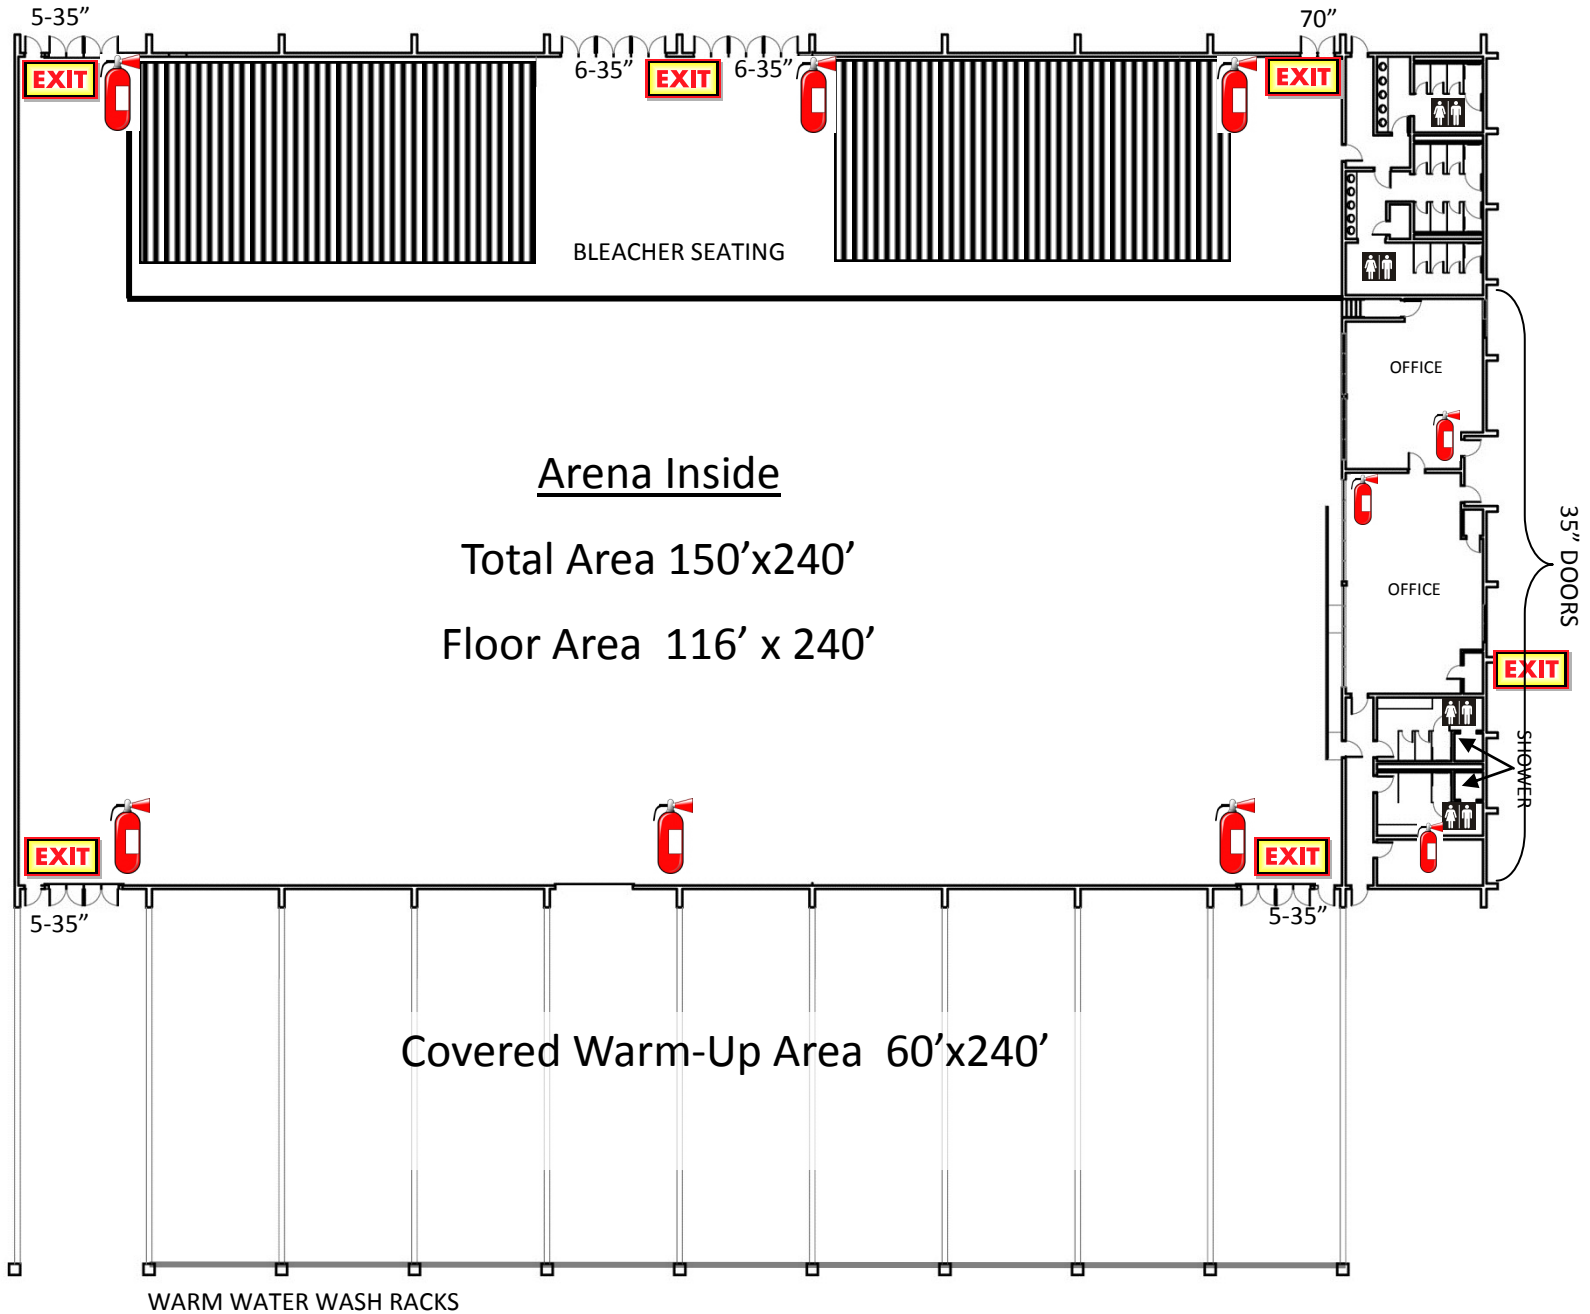 5-35”
70”
EXIT
6-35”
EXIT
6-35”
EXIT
BLEACHER SEATING
OFFICE
Arena Inside
Total Area 150’x240’
Floor Area 116’ x 240’
OFFICE
35” DOORS
EXIT
SHOWER
EXIT
EXIT
5-35”
5-35”
Covered Warm-Up Area 60’x240’
WARM WATER WASH RACKS